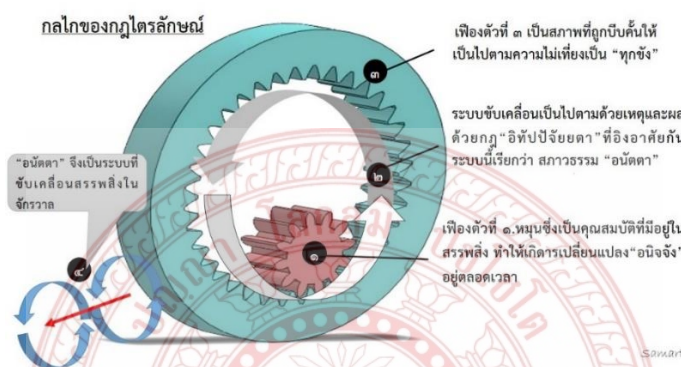 กลไกของกฎไตรลักษณ์
เฟืองตัวที่ ๓ เป็นสภาพที่ถูกบีบคั้นให้
เป็นไปตามความไม่เที่ยงเป็น “ทุกขัง”
๓
ระบบขับเคลื่อนเป็นไปตามด้วยเหตุและผล
ด้วยกฎ“อิทัปปัจยยตา”ที่อิงอาศัยกัน
ระบบนี้เรียกว่า สภาวธรรม “อนัตตา”
๒
“อนัตตา” จึงเป็นระบบที่
ขับเคลื่อนสรรพสิ่งใน
จักรวาล
เฟืองตัวที่ ๑.หมุนซึ่งเป็นคุณสมบัติที่มีอยู่ใน
สรรพสิ่ง ทำให้เกิดารเปลี่ยนแปลง“อนิจจัง”
อยู่ตลอดเวลา
๑
๔
Samart